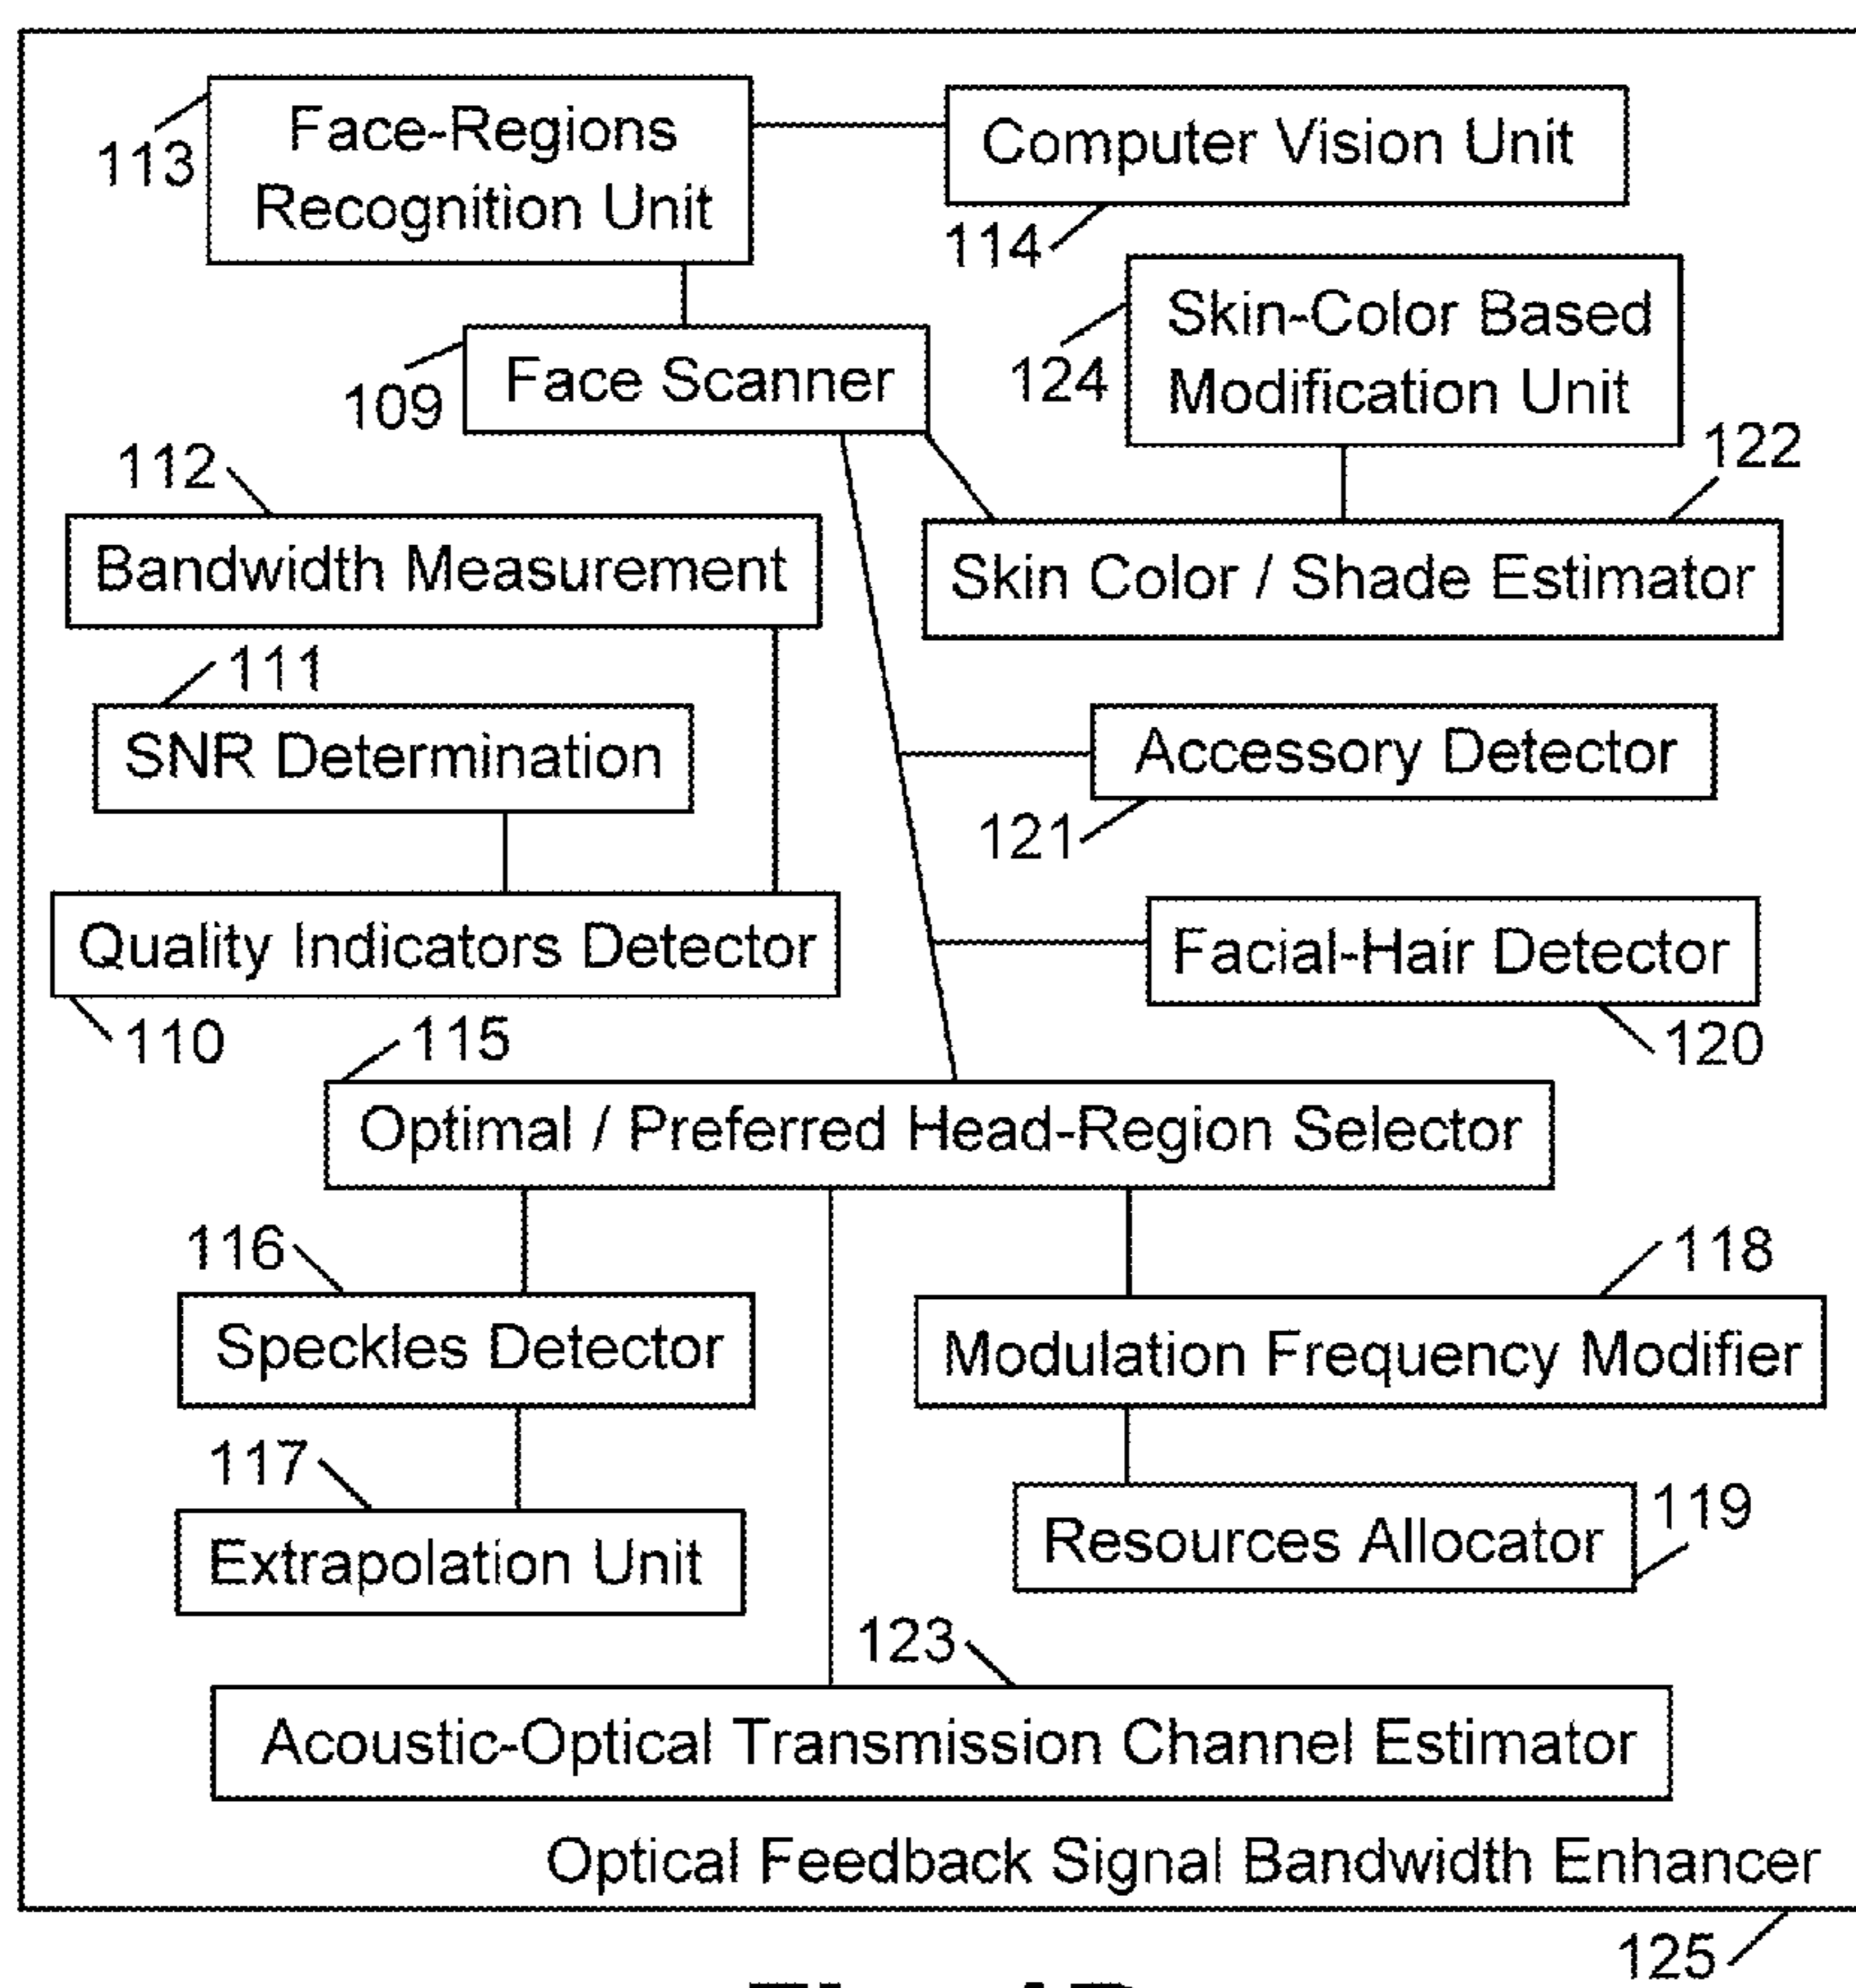 Face-Regions
Recognition Unit
113
Computer Vision Unit
114
Skin-Color Based
Modification Unit
124
Face Scanner
109
122
112
Bandwidth Measurement
Skin Color / Shade Estimator
111
SNR Determination
Accessory Detector
121
Quality Indicators Detector
110
Facial-Hair Detector
120
115
Optimal / Preferred Head-Region Selector
116
Speckles Detector
118
Modulation Frequency Modifier
117
Extrapolation Unit
Resources Allocator
119
123
Acoustic-Optical Transmission Channel Estimator
Optical Feedback Signal Bandwidth Enhancer
125